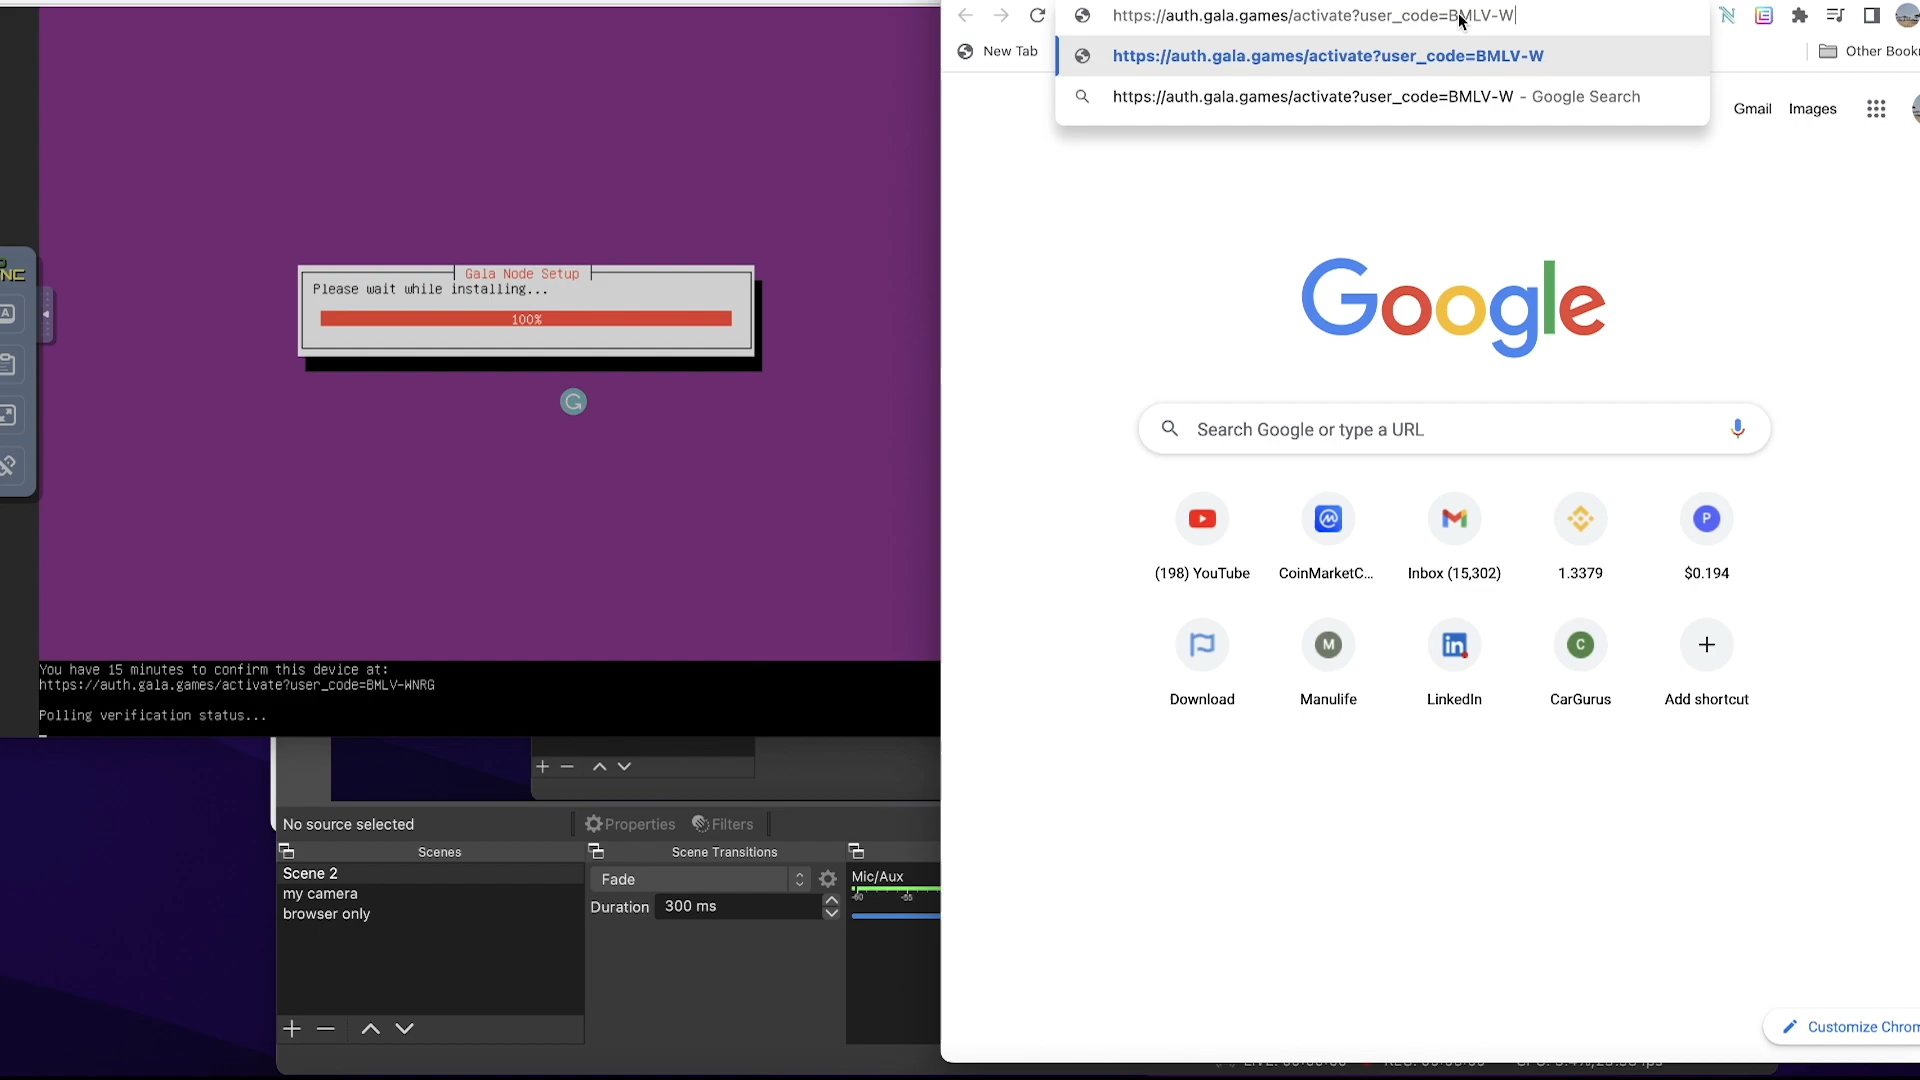 https://auth.gala.games/activate?user_code=BMLV-W
New Tab
https://auth.gala.games/activate?user_code=BMLV-W
https://auth.gala.games/activate?user_code=BMLV-W - Google Search
Gmail
Images
NC
A
Gala Node Setup
Please wait while installing...
100%
Google
Search Google or type a URL
P
(198) YouTube
CoinMarketC...
Inbox (15,302)
1.3379
$0.194
M
in
C
Download
Manulife
LinkedIn
CarGurus
Add shortcut
You have 15 minutes to confirm this device at:
https://auth.gala.games/activate?user_code=BMLV-WNRG
Polling verification status...
No source selected
Properties
Filters
Scenes
Scene Transitions
Scene 2
my camera
browser only
Fade
Duration
300 ms
Mic/Aux
-60
-55